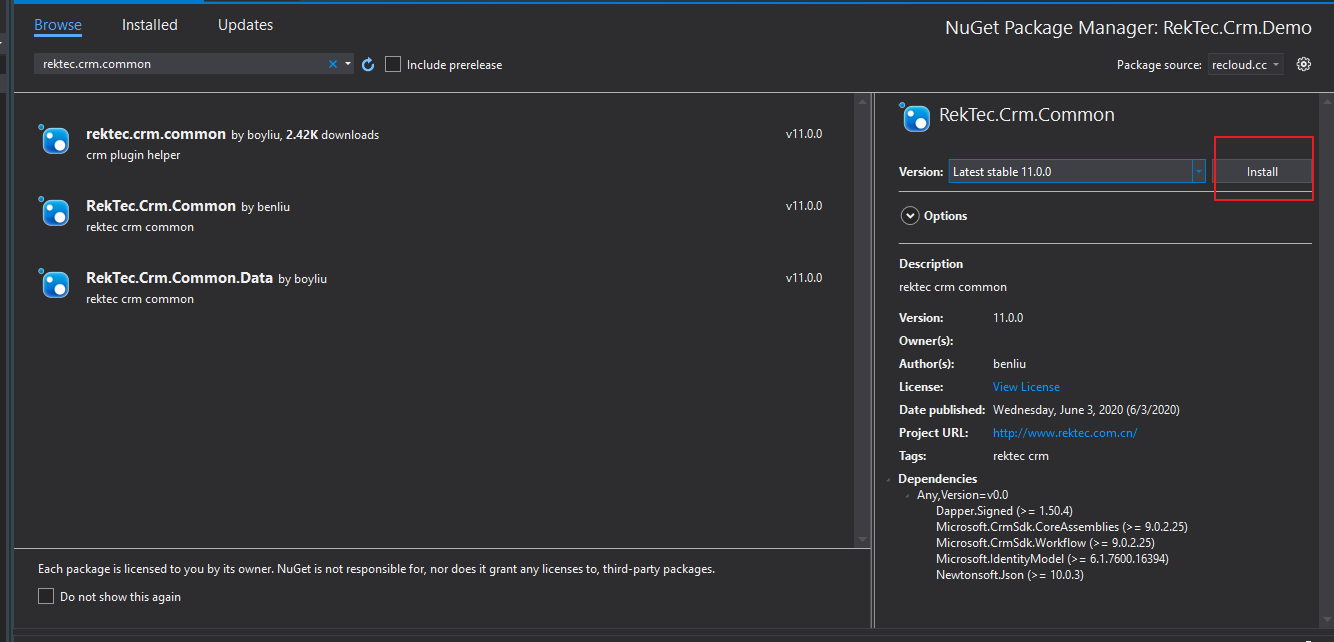 Browse
Installed
Updates
NuGet Package Manager: RekTec.Crm.Demo
rektec.crm.common
Include prerelease
Package source: recloud.cc
rektec.crm.common by boyliu, 2.42K downloads
v11.0.0
crm plugin helper
RekTec.Crm.Common by benliu
v11.0.0
rektec crm common
RekTec.Crm.Common.Data by boyliu
v11.0.0
rektec crm common
Each package is licensed to you by its owner. NuGet is not responsible for, nor does it grant any licenses to, third-party packages.
Do not show this again
RekTec.Crm.Common
Version: Latest stable 11.0.0
Install
Options
Description
rektec crm common
Version: 11.0.0
Owner(s):
Author(s): benliu
License: View License
Date published: Wednesday, June 3, 2020 (6/3/2020)
Project URL: http://www.rektec.com.cn/
Tags: rektec crm
Dependencies
Any,Version=v0.0
Dapper.Signed (>= 1.50.4)
Microsoft.CrmSdk.CoreAssemblies (>= 9.0.2.25)
Microsoft.CrmSdk.Workflow (>= 9.0.2.25)
Microsoft.IdentityModel (>= 6.1.7600.16394)
Newtonsoft.Json (>= 10.0.3)